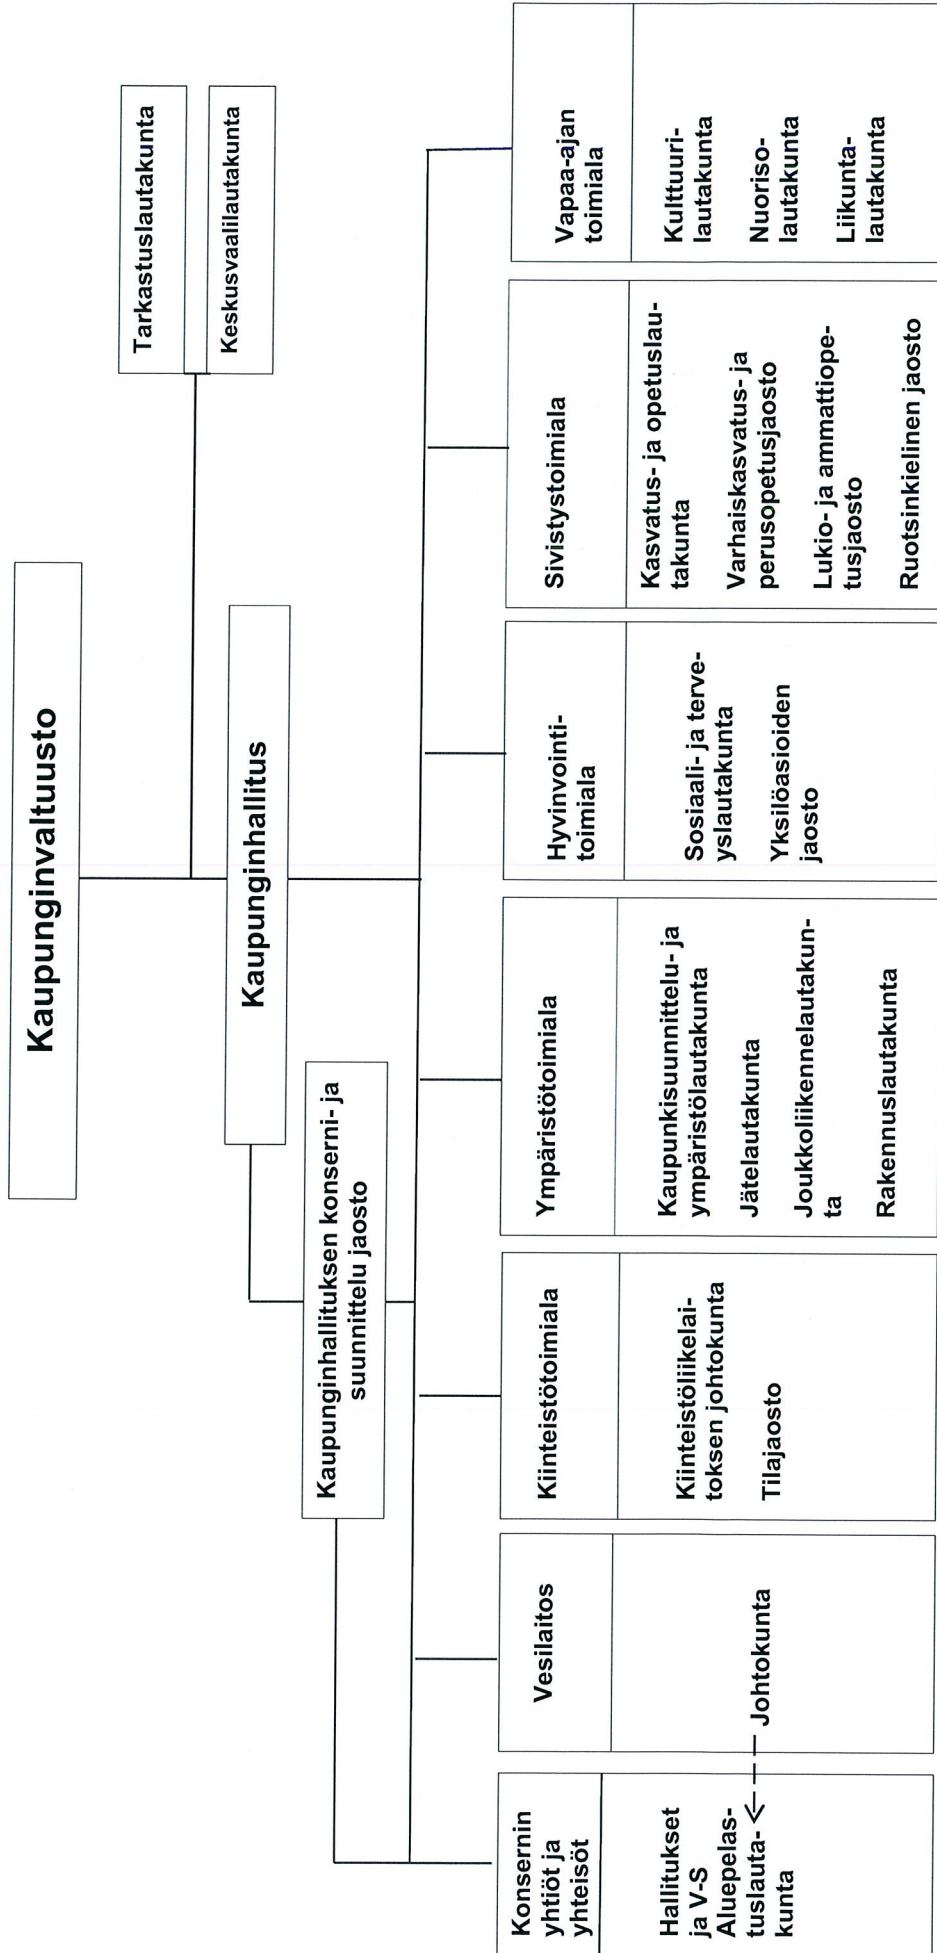 Kaupunginvaltuusto
Tarkastuslautakunta
Keskusvaalilautakunta
Kaupunginhallitus
Kaupunginhallituksen konserni- ja
suunnittelu jaosto
Konsernin
yhtiöt ja
yhteisöt
Hallitukset
ja V-S
Aluepelas-
tuslauta-
kunta
Vesilaitos
Johtokunta
Kiinteistötoimiala
Kiinteistöliikelai-
toksen johtokunta
Tilajaosto
Ympäristötoimiala
Kaupunkisuunnittelu- ja
ympäristölautakunta
Jätelautakunta
Joukkoliikennelautakun-
ta
Rakennuslautakunta
Hyvinvointi-
toimiala
Sosiaali- ja terve-
yslautakunta
Yksilöasioiden
jaosto
Sivistystoimiala
Kasvatus- ja opetuslau-
takunta
Varhaiskasvatus- ja
perusopetusjaosto
Lukio- ja ammattiope-
tusjaosto
Ruotsinkielinen jaosto
Vapaa-ajan
toimiala
Kulttuuri-
lautakunta
Nuoriso-
lautakunta
Liikunta-
lautakunta